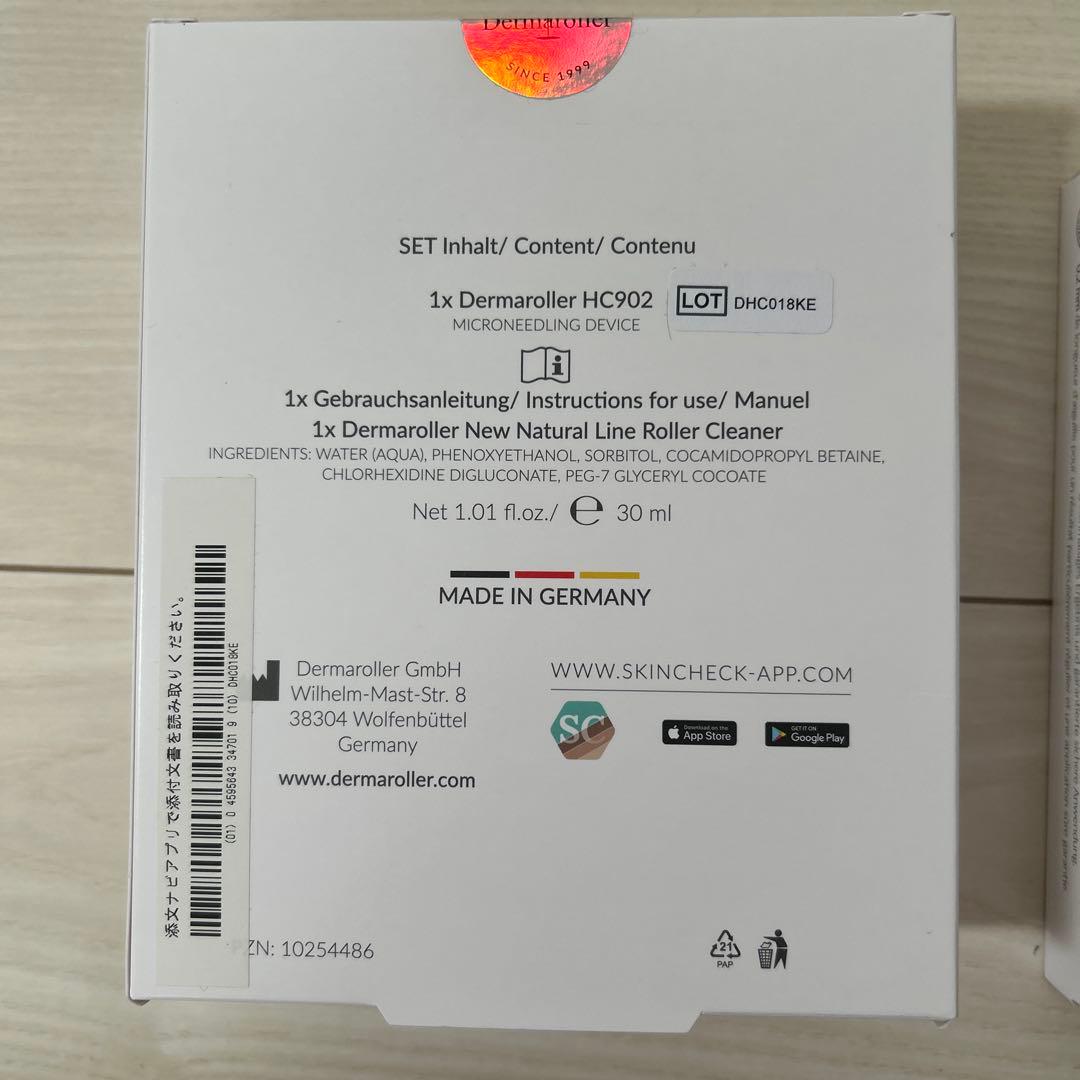 Dermaroller
SINCE 1999
SET Inhalt/ Content/ Contenu
1x Dermaroller HC902
MICRONEEDLING DEVICE
LOT DHC018KE
1x Gebrauchsanleitung/ Instructions for use/ Manuel
1x Dermaroller New Natural Line Roller Cleaner
INGREDIENTS: WATER (AQUA), PHENOXYETHANOL, SORBITOL, COCAMIDOPROPYL BETAINE,
CHLORHEXIDINE DIGLUCONATE, PEG-7 GLYCERYL COCOATE
Net 1.01 fl.oz./ ℮ 30 ml
MADE IN GERMANY
Dermaroller GmbH
Wilhelm-Mast-Str. 8
38304 Wolfenbüttel
Germany
www.dermaroller.com
WWW.SKINCHECK-APP.COM
SC
Download on the
App Store
GET IT ON
Google Play
添文ナビアプリで添付文書を読み取りください。
(01) 0 4595643 34701 9 (10) DHC018KE
PZN: 10254486
21
PAP